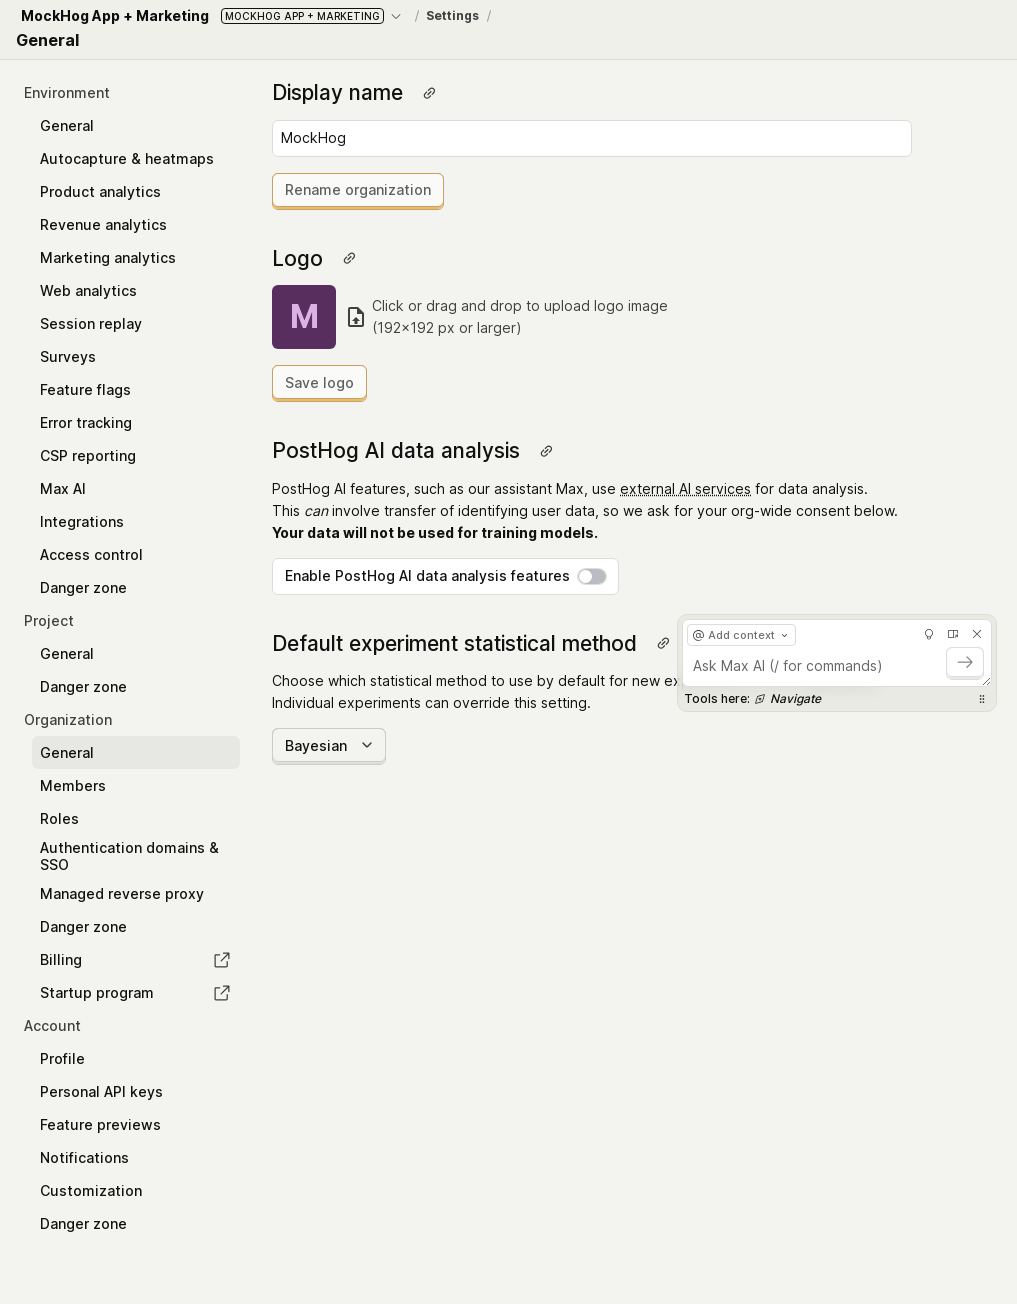 MockHog App + Marketing MOCKHOG APP + MARKETING / Settings /
General
Environment
General
Autocapture & heatmaps
Product analytics
Revenue analytics
Marketing analytics
Web analytics
Session replay
Surveys
Feature flags
Error tracking
CSP reporting
Max AI
Integrations
Access control
Danger zone
Project
General
Danger zone
Organization
General
Members
Roles
Authentication domains &
SSO
Managed reverse proxy
Danger zone
Billing
Startup program
Account
Profile
Personal API keys
Feature previews
Notifications
Customization
Danger zone
Display name
MockHog
Rename organization
Logo
M
Click or drag and drop to upload logo image
(192×192 px or larger)
Save logo
PostHog AI data analysis
PostHog AI features, such as our assistant Max, use external AI services for data analysis.
This can involve transfer of identifying user data, so we ask for your org-wide consent below.
Your data will not be used for training models.
Enable PostHog AI data analysis features
Default experiment statistical method
Choose which statistical method to use by default for new
Individual experiments can override this setting.
Bayesian
@ Add context
Ask Max AI (/ for commands)
Tools here: Navigate